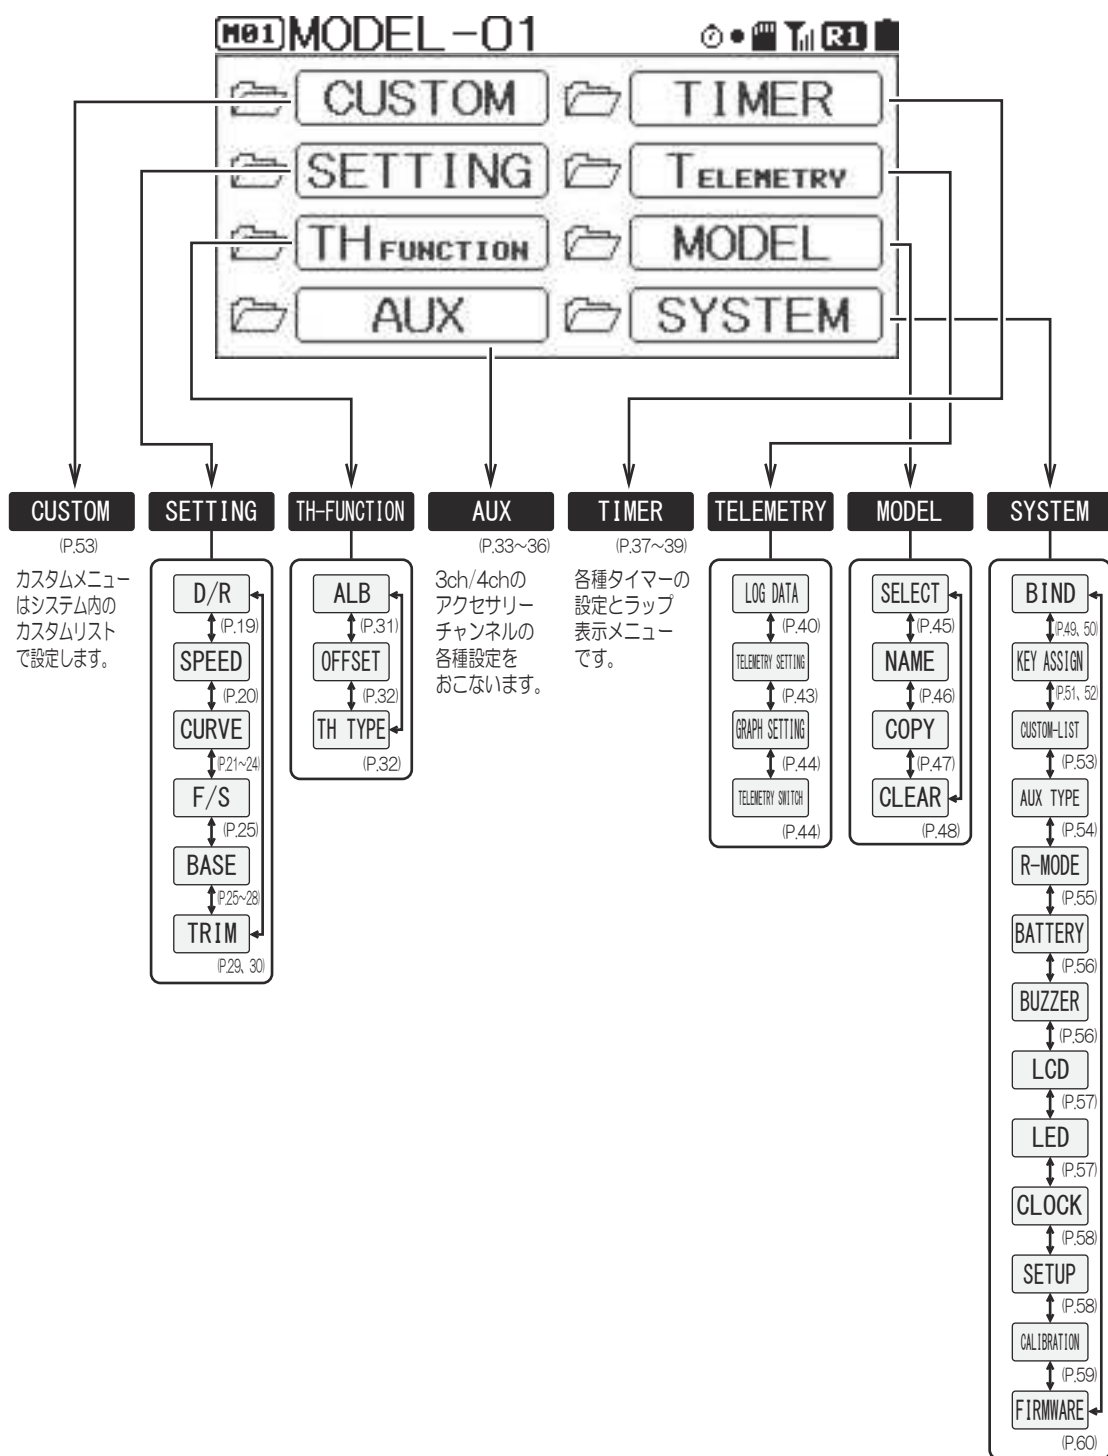 M01 MODEL-01 R1
CUSTOM TIMER
SETTING TELEMETRY
TH FUNCTION MODEL
AUX SYSTEM
CUSTOM
(P.53)
カスタムメニュー
はシステム内の
カスタムリスト
で設定します。
SETTING
D/R
(P.19)
SPEED
(P.20)
CURVE
(P.21~24)
F/S
(P.25)
BASE
(P.25~28)
TRIM
(P.29、30)
TH-FUNCTION
ALB
(P.31)
OFFSET
(P.32)
TH TYPE
(P.32)
AUX
(P.33~36)
3ch/4chの
アクセサリー
チャンネルの
各種設定を
おこないます。
TIMER
(P.37~39)
各種タイマーの
設定とラップ
表示メニュー
です。
TELEMETRY
LOG DATA
(P.40)
TELEMETRY SETTING
(P.43)
GRAPH SETTING
(P.44)
TELEMETRY SWITCH
(P.44)
MODEL
SELECT
(P.45)
NAME
(P.46)
COPY
(P.47)
CLEAR
(P.48)
SYSTEM
BIND
(P.49、50)
KEY ASSIGN
(P.51、52)
CUSTOM-LIST
(P.53)
AUX TYPE
(P.54)
R-MODE
(P.55)
BATTERY
(P.56)
BUZZER
(P.56)
LCD
(P.57)
LED
(P.57)
CLOCK
(P.58)
SETUP
(P.58)
CALIBRATION
(P.59)
FIRMWARE
(P.60)